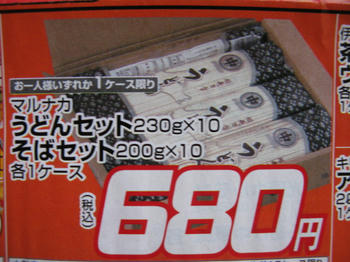 お一人様いずれか1ケース限り
マルナカ
うどんセット230g×10
そばセット200g×10
各1ケース
(税込)
680円